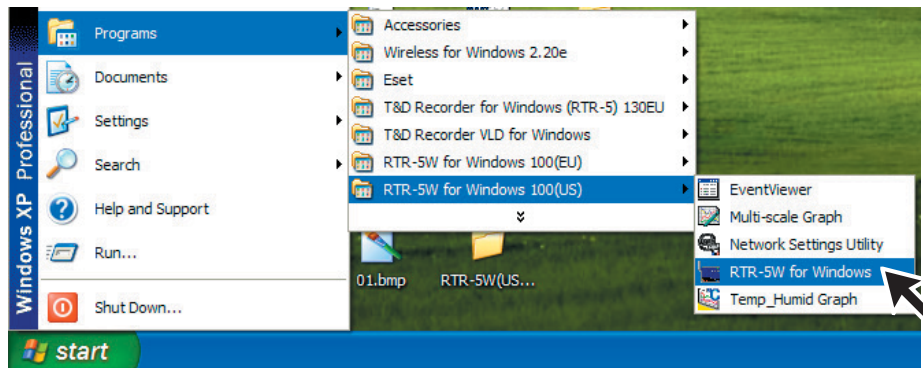 Windows XP Professional
Programs
Documents
Settings
Search
Help and Support
Run...
Shut Down...
Accessories
Wireless for Windows 2.20e
Eset
T&D Recorder for Windows (RTR-5) 130EU
T&D Recorder VLD for Windows
RTR-5W for Windows 100(EU)
RTR-5W for Windows 100(US)
EventViewer
Multi-scale Graph
Network Settings Utility
RTR-5W for Windows
Temp_Humid Graph
01.bmp
RTR-5W(US...
start